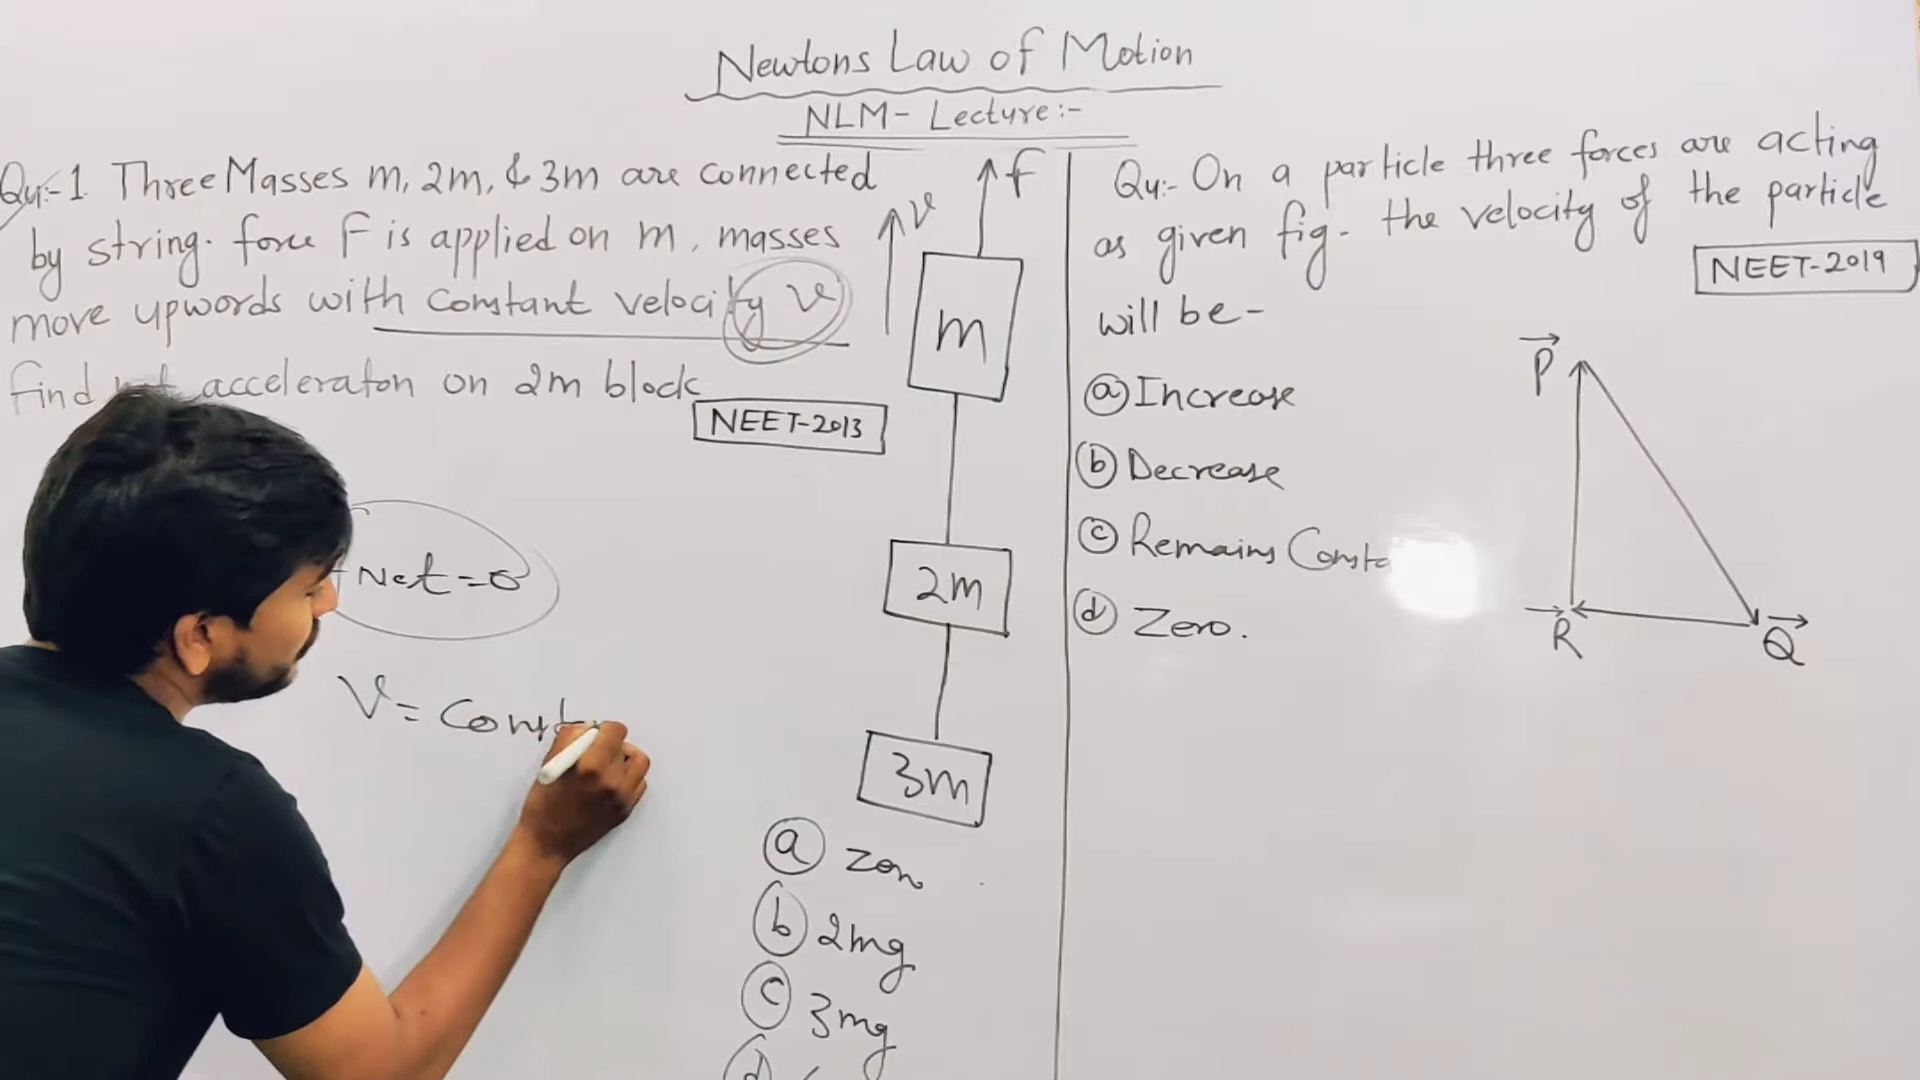 Newtons Law of Motion
NLM- Lecture:-
Qu:-1. Three Masses m, 2m, & 3m are connected
by string. force F is applied on m, masses
more upwords with constant velocity v
find acceleraton on 2m block
NEET-2013
Net=0
V= Const
F
v
m
2m
3m
a zero
b 2mg
c 3mg
d
Qu:- On a particle three forces are acting
as given fig- the velocity of the particle
will be-
NEET-2019
a Increase
b Decrease
c Remains Consta
d Zero.
P
R
Q